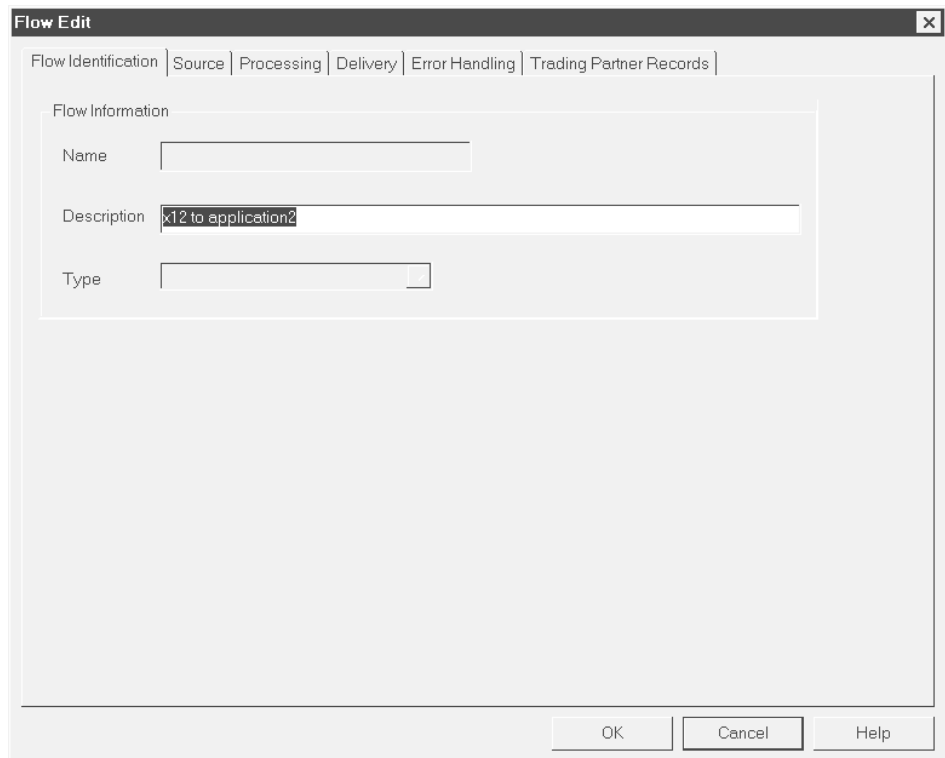 Flow Edit
Flow Identification Source Processing Delivery Error Handling Trading Partner Records
Flow Information
Name
Description x12 to application2
Type
OK Cancel Help